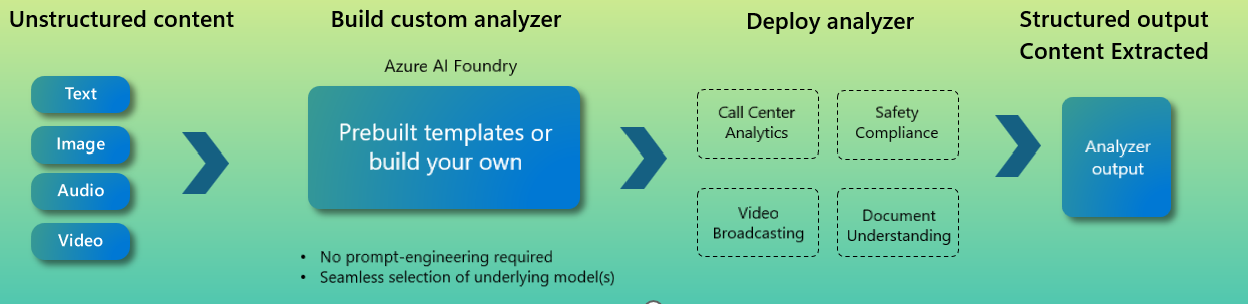 Unstructured content
Text
Image
Audio
Video
Build custom analyzer
Azure AI Foundry
Prebuilt templates or
build your own
• No prompt-engineering required
• Seamless selection of underlying model(s)
Deploy analyzer
Call Center
Analytics
Safety
Compliance
Video
Broadcasting
Document
Understanding
Structured output
Content Extracted
Analyzer
output